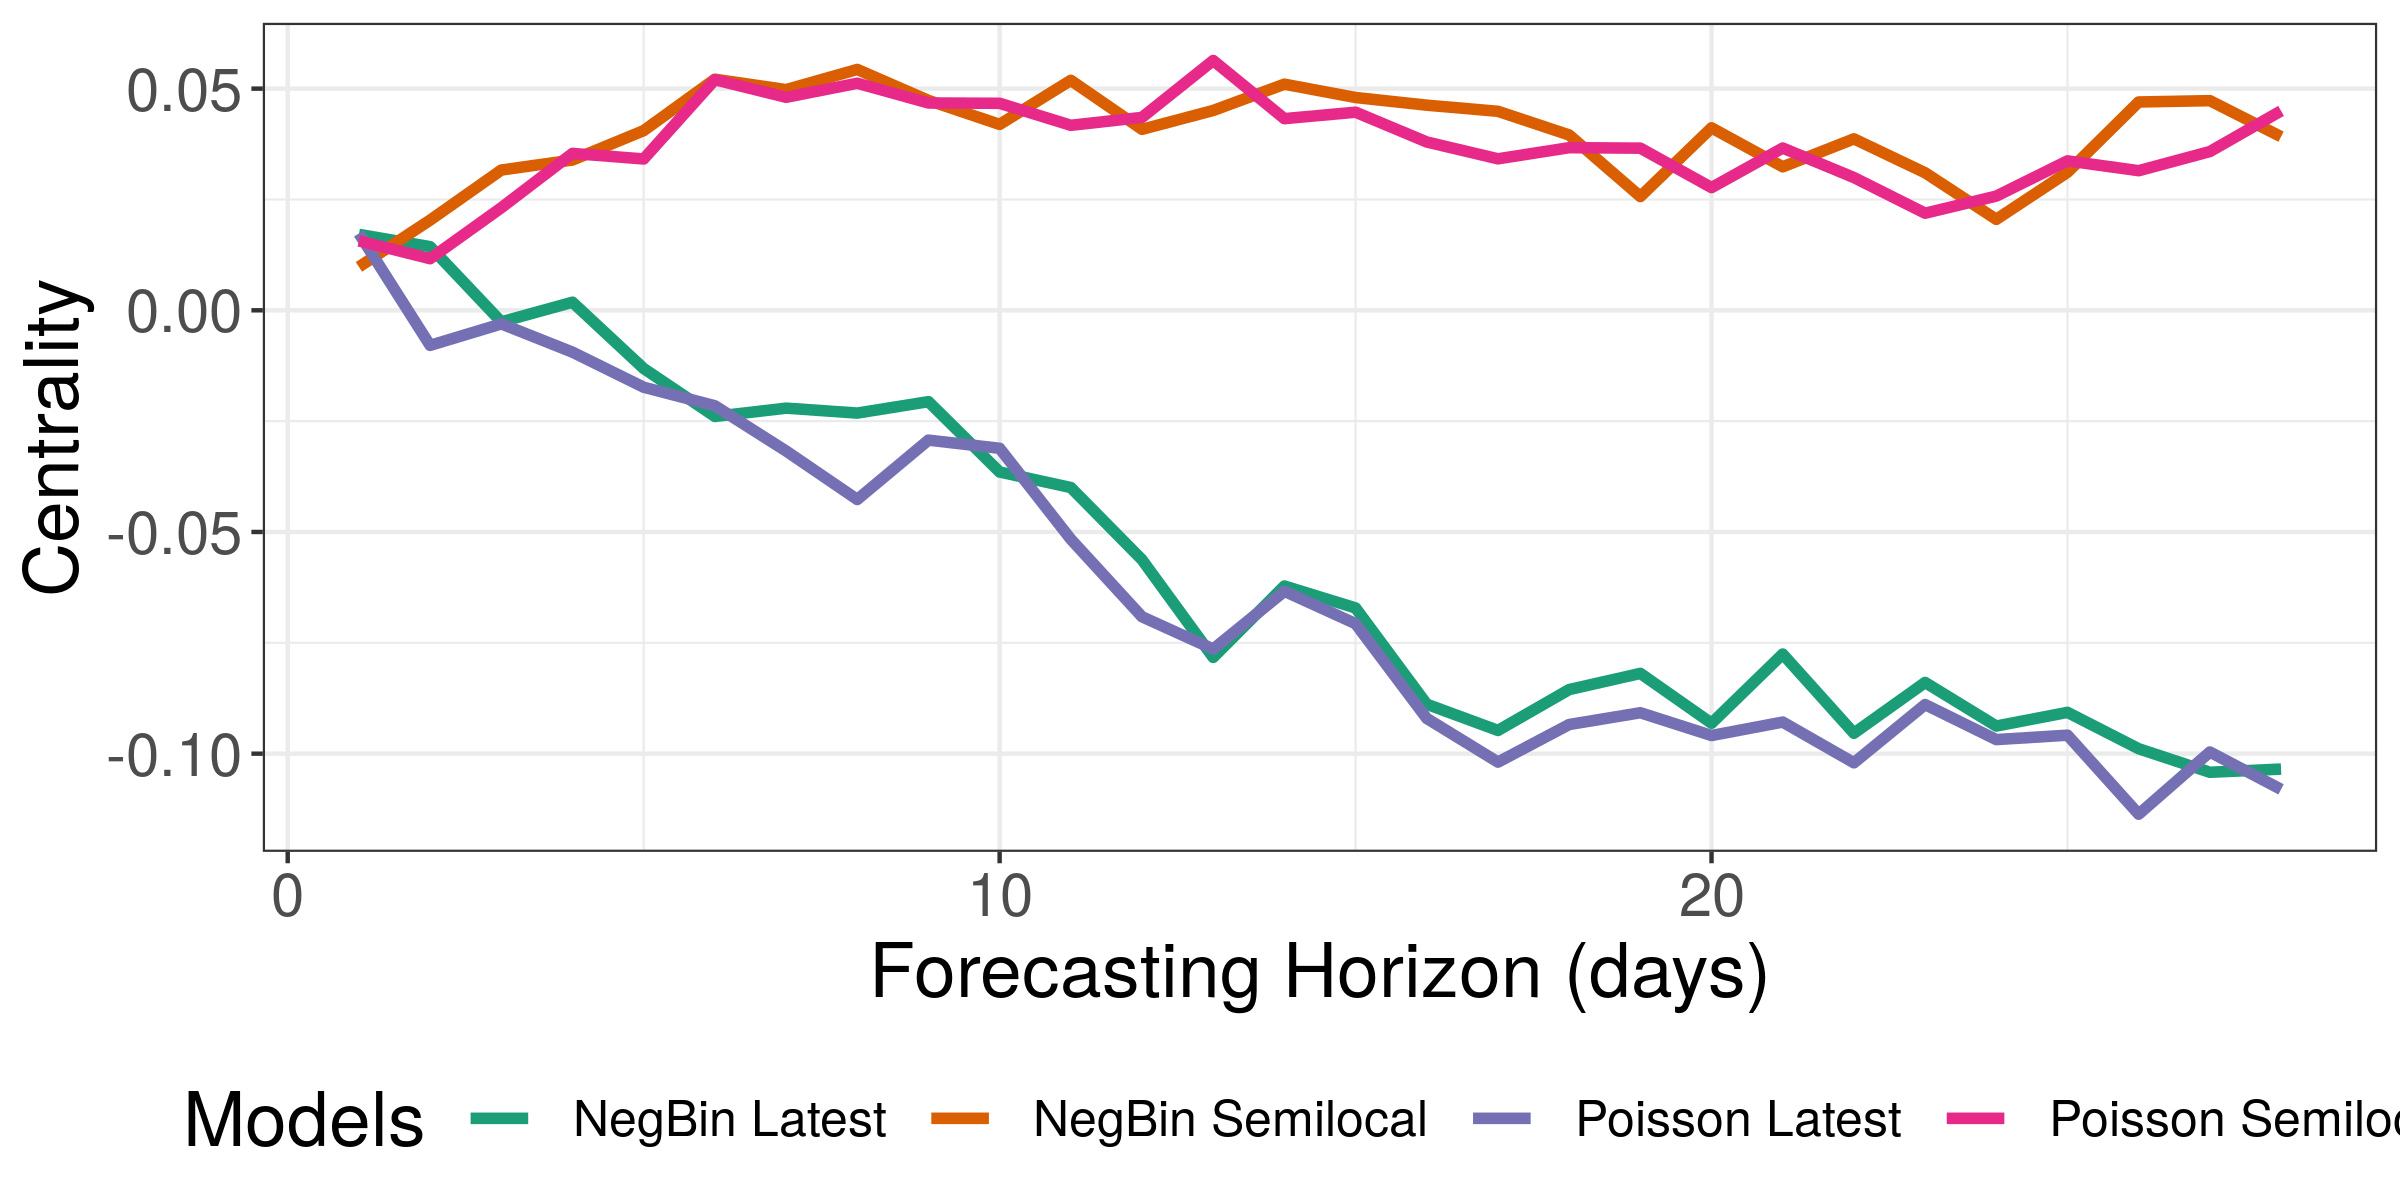 0.05
0.00
-0.05
-0.10
Centrality
0 10 20
Forecasting Horizon (days)
Models NegBin Latest NegBin Semilocal Poisson Latest Poisson